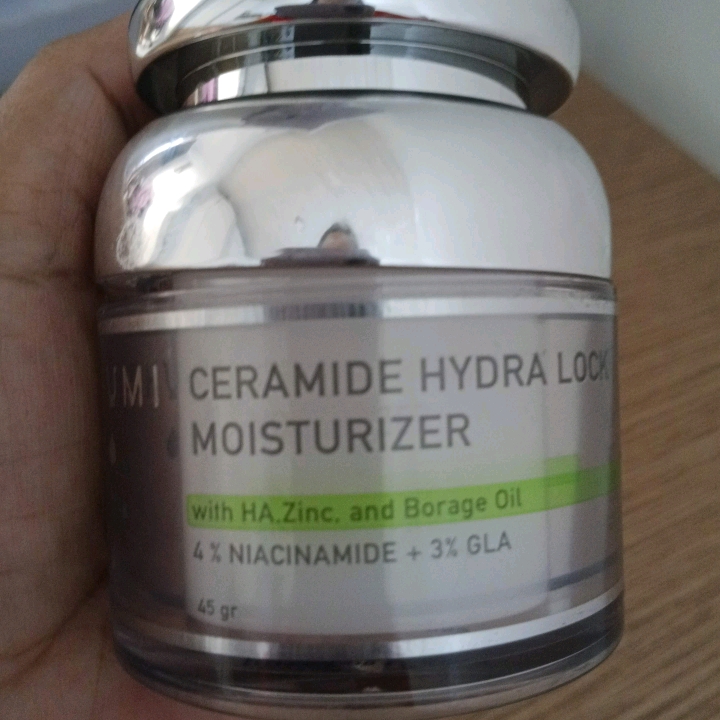 CERAMIDE HYDRA LOCK
MOISTURIZER
with HA,Zinc, and Borage Oil
4 % NIACINAMIDE + 3% GLA
45 gr